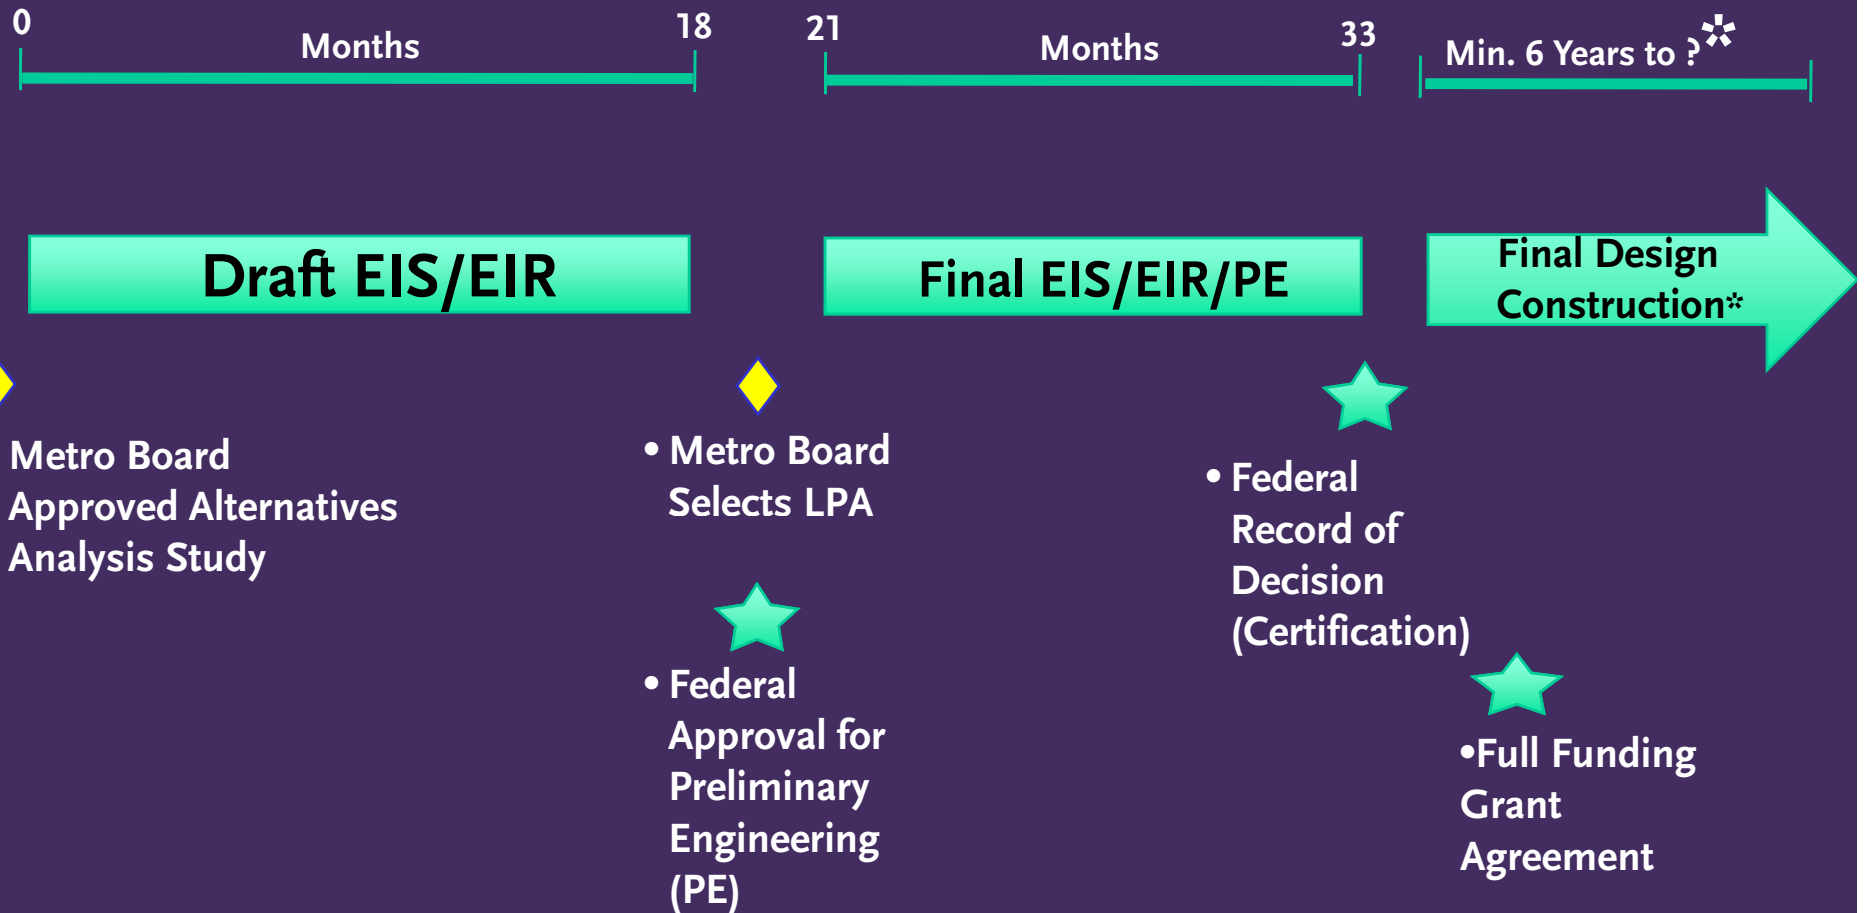 0
Months
18
21
Months
33
Min. 6 Years to ?*
Draft EIS/EIR
Final EIS/EIR/PE
Final Design
Construction*
Metro Board
Approved Alternatives
Analysis Study
• Metro Board
Selects LPA
• Federal
Approval for
Preliminary
Engineering
(PE)
• Federal
Record of
Decision
(Certification)
•Full Funding
Grant
Agreement